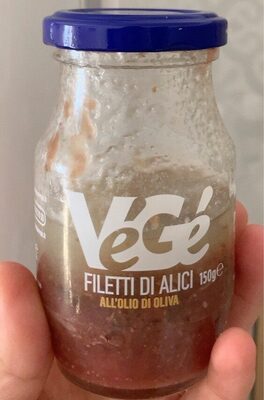 VéGé
FILETTI DI ALICI 150g℮
ALL'OLIO DI OLIVA